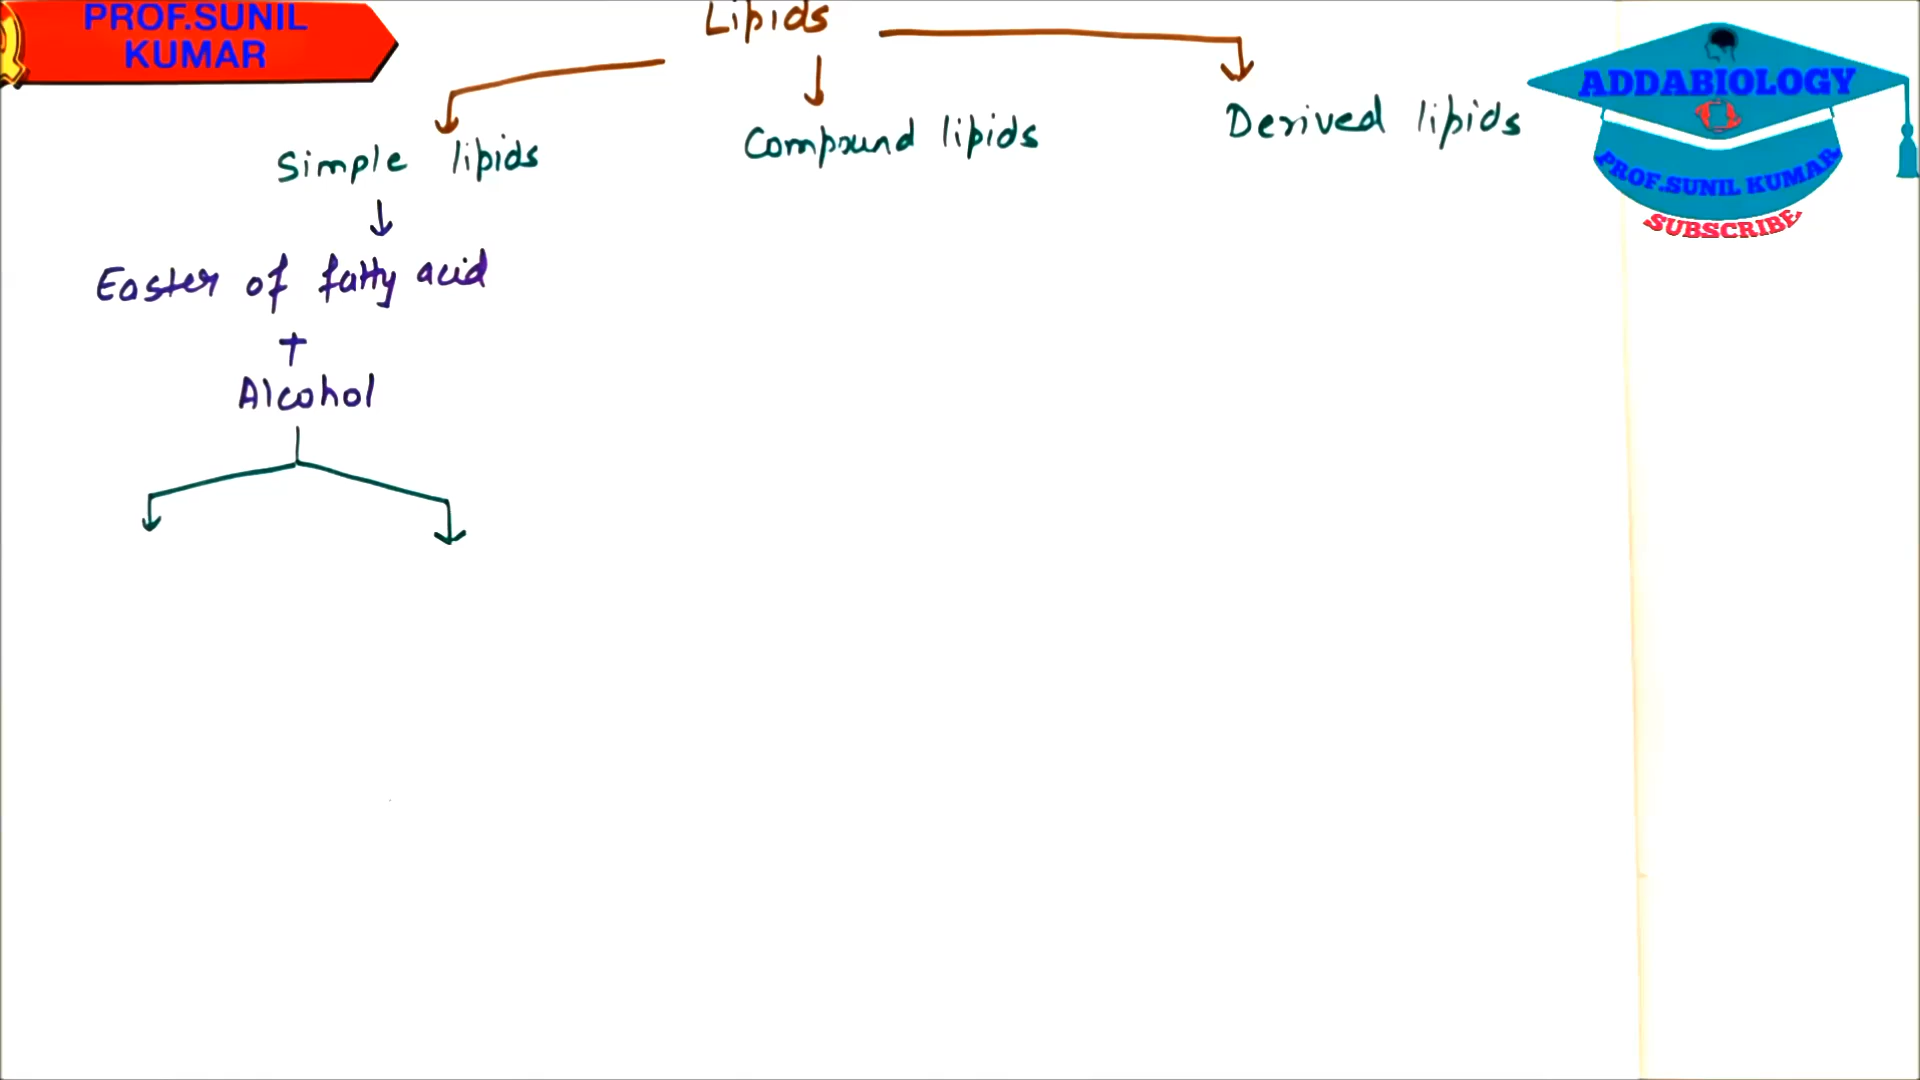 PROF.SUNIL
KUMAR
Lipids
Simple lipids
Compound lipids
Derived lipids
Easter of fatty acid
+
Alcohol
ADDABIOLOGY
PROF.SUNIL KUMAR
SUBSCRIBE